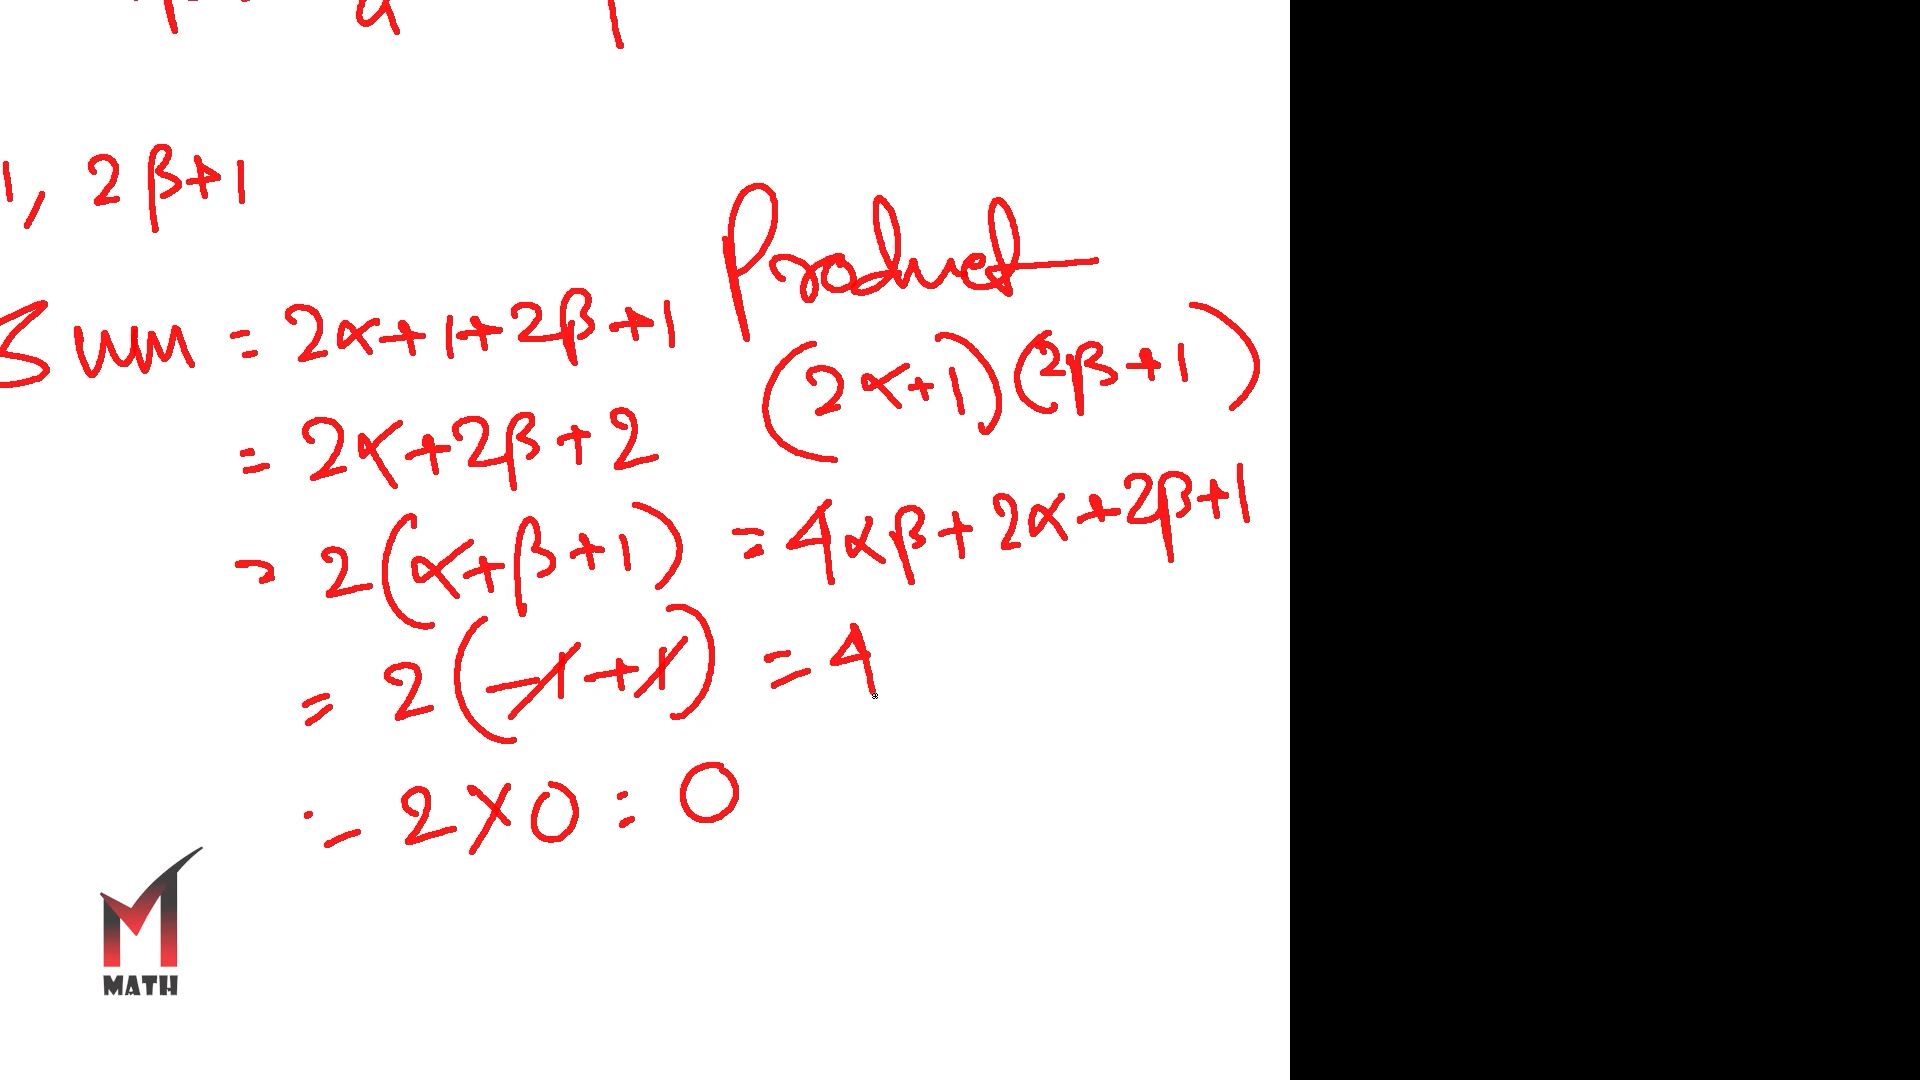 1, 2β+1
Sum = 2α+1+2β+1
= 2α+2β+2
= 2(α+β+1)
= 2(-1+1)
= 2×0 = 0
Product
(2α+1)(2β+1)
= 4αβ+2α+2β+1
= 4
M
MATH